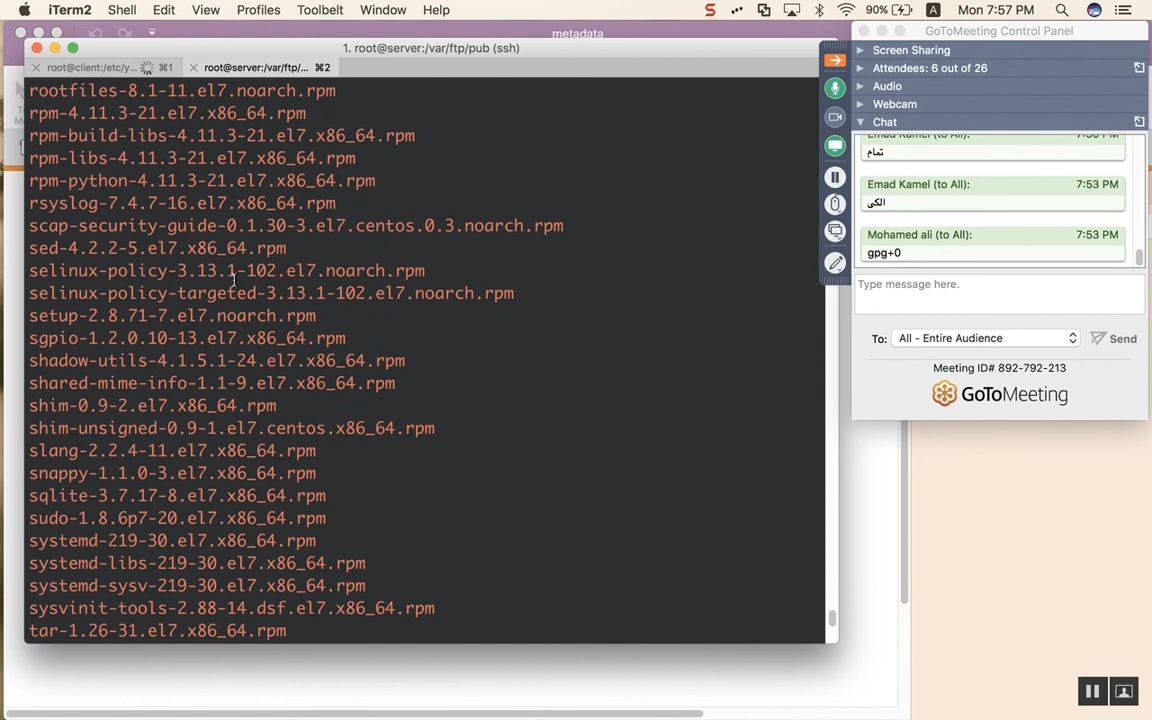 iTerm2 Shell Edit View Profiles Toolbelt Window Help
90% A Mon 7:57 PM
metadata
1. root@server:/var/ftp/pub (ssh)
root@client:/etc/y... ⌘1
root@server:/var/ftp/... ⌘2
rootfiles-8.1-11.el7.noarch.rpm
rpm-4.11.3-21.el7.x86_64.rpm
rpm-build-libs-4.11.3-21.el7.x86_64.rpm
rpm-libs-4.11.3-21.el7.x86_64.rpm
rpm-python-4.11.3-21.el7.x86_64.rpm
rsyslog-7.4.7-16.el7.x86_64.rpm
scap-security-guide-0.1.30-3.el7.centos.0.3.noarch.rpm
sed-4.2.2-5.el7.x86_64.rpm
selinux-policy-3.13.1-102.el7.noarch.rpm
selinux-policy-targeted-3.13.1-102.el7.noarch.rpm
setup-2.8.71-7.el7.noarch.rpm
sgpio-1.2.0.10-13.el7.x86_64.rpm
shadow-utils-4.1.5.1-24.el7.x86_64.rpm
shared-mime-info-1.1-9.el7.x86_64.rpm
shim-0.9-2.el7.x86_64.rpm
shim-unsigned-0.9-1.el7.centos.x86_64.rpm
slang-2.2.4-11.el7.x86_64.rpm
snappy-1.1.0-3.el7.x86_64.rpm
sqlite-3.7.17-8.el7.x86_64.rpm
sudo-1.8.6p7-20.el7.x86_64.rpm
systemd-219-30.el7.x86_64.rpm
systemd-libs-219-30.el7.x86_64.rpm
systemd-sysv-219-30.el7.x86_64.rpm
sysvinit-tools-2.88-14.dsf.el7.x86_64.rpm
tar-1.26-31.el7.x86_64.rpm
GoToMeeting Control Panel
Screen Sharing
Attendees: 6 out of 26
Audio
Webcam
Chat
Emad Kamel (to All): 7:53 PM
تمام
Emad Kamel (to All): 7:53 PM
الكى
Mohamed ali (to All): 7:53 PM
gpg+0
Type message here.
To: All - Entire Audience Send
Meeting ID# 892-792-213
GoToMeeting